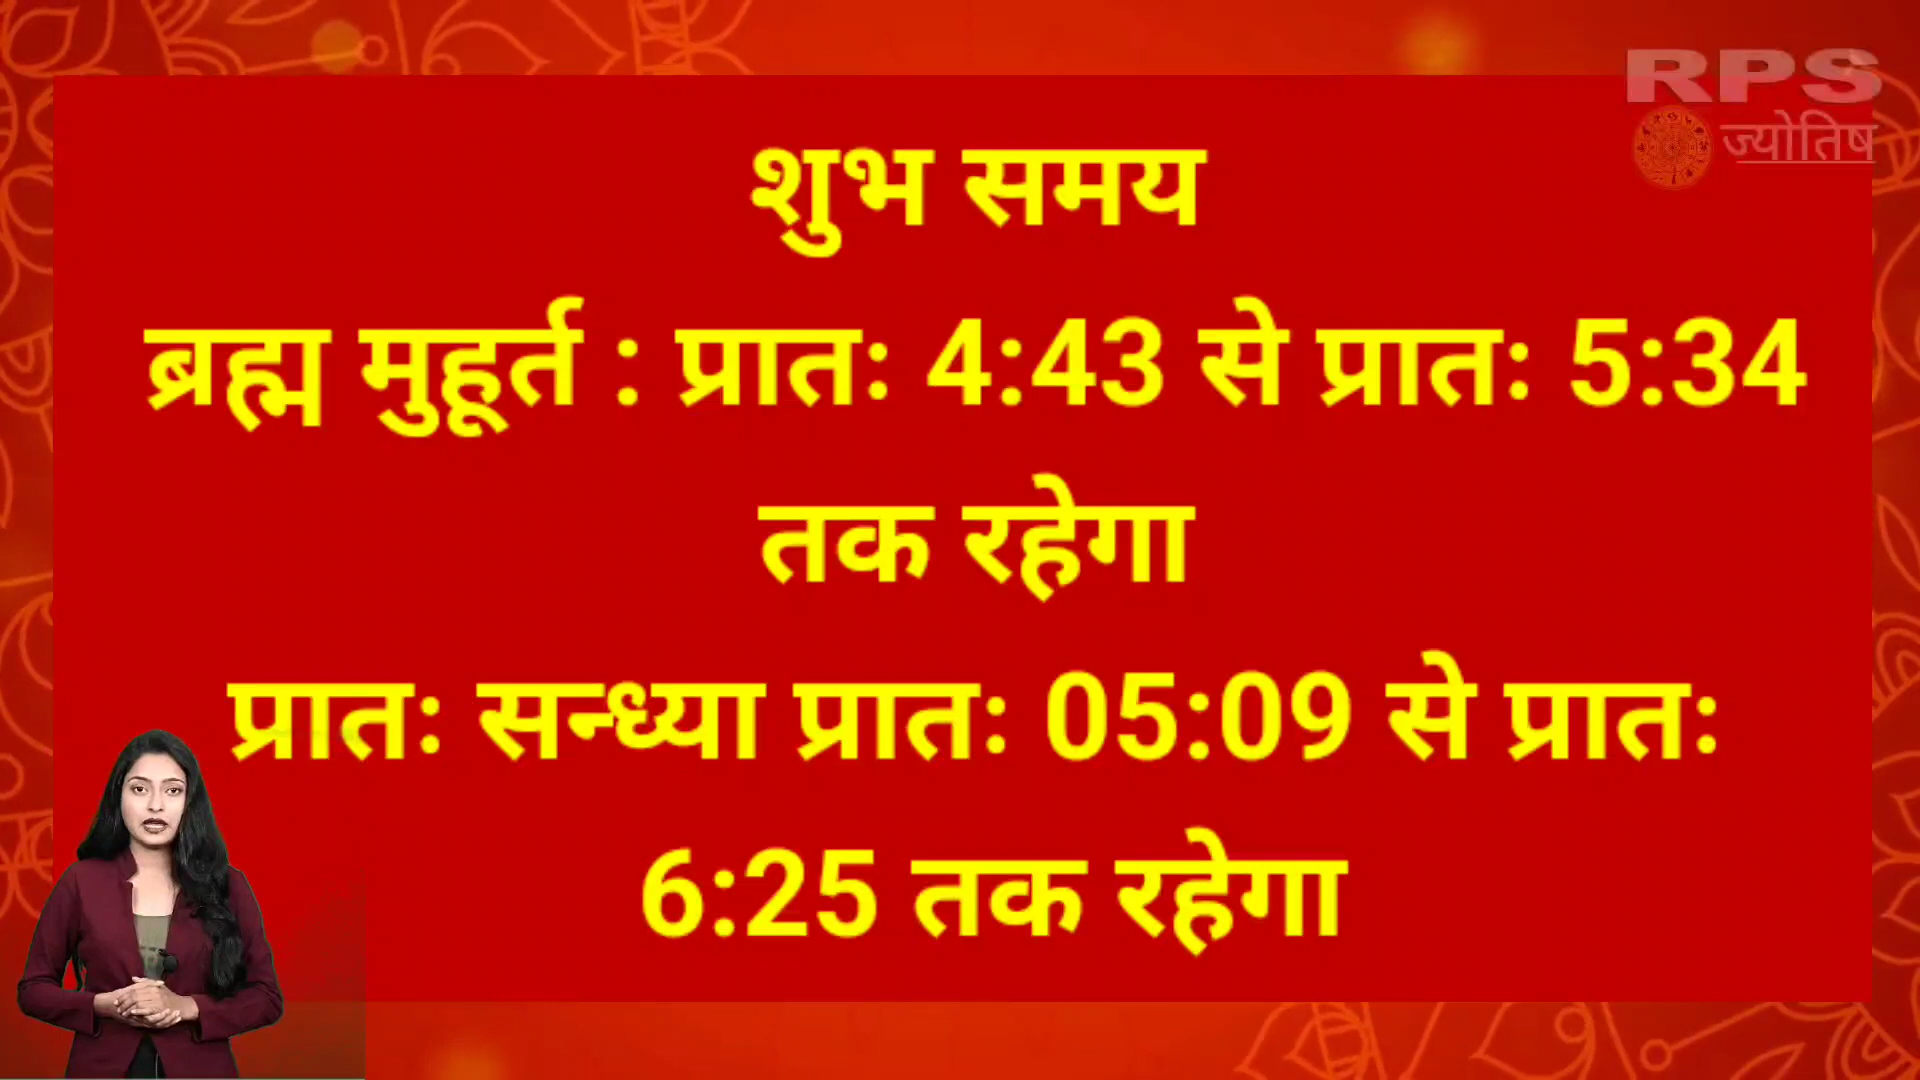 RPS
ज्योतिष
शुभ समय
ब्रह्म मुहूर्त : प्रातः 4:43 से प्रातः 5:34
तक रहेगा
प्रातः सन्ध्या प्रातः 05:09 से प्रातः
6:25 तक रहेगा